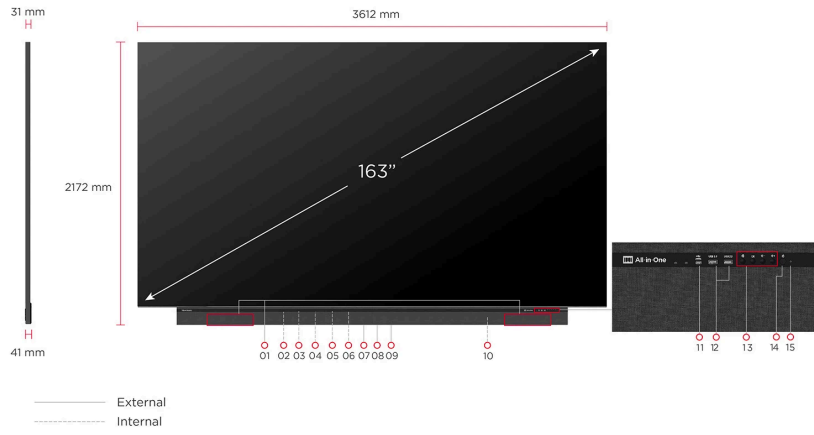 31 mm
3612 mm
163”
2172 mm
All-in-One
41 mm
01 02 03 04 05 06 07 08 09 10
11 12 13 14 15
External
Internal